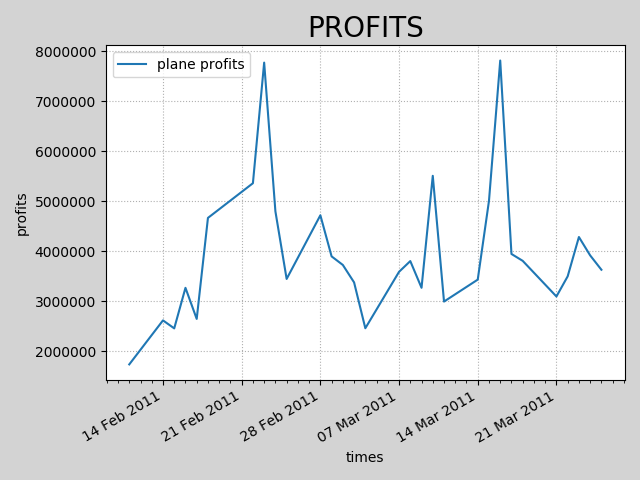 PROFITS
plane profits
8000000
7000000
6000000
5000000
4000000
3000000
2000000
profits
14 Feb 2011
21 Feb 2011
28 Feb 2011
07 Mar 2011
14 Mar 2011
21 Mar 2011
times